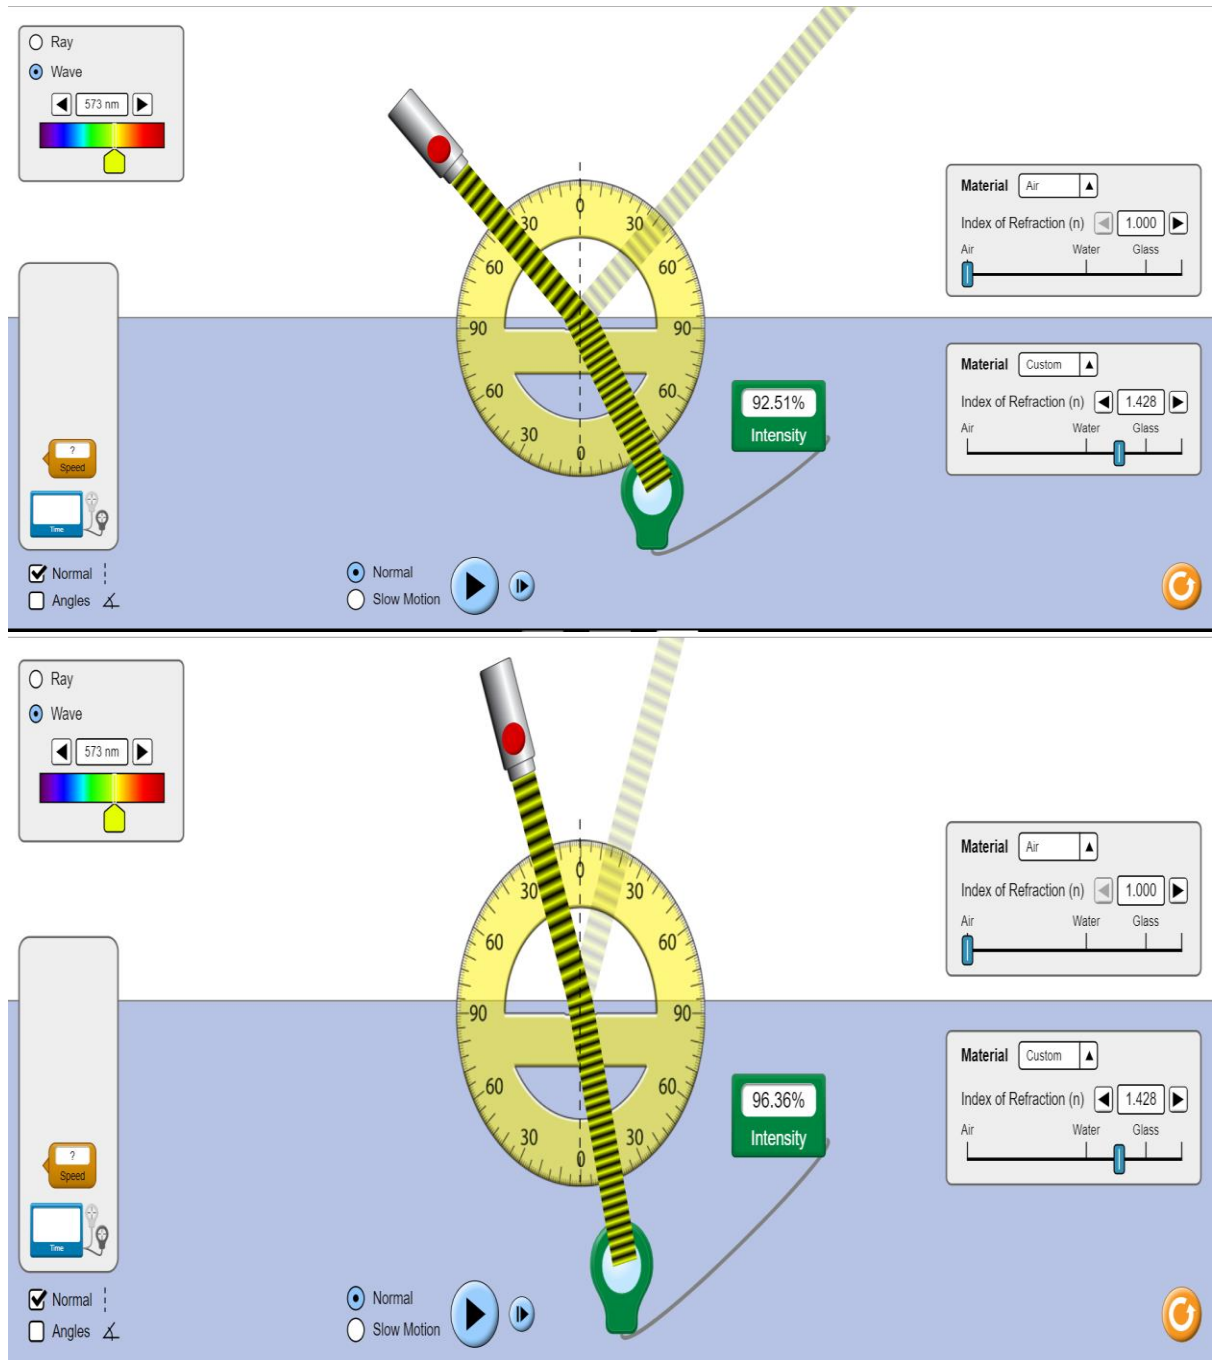 Ray
Wave
573 nm
Material Air
Index of Refraction (n) 1.000
Air Water Glass
0
30 30
60 60
90 90
60 60
30
0
92.51%
Intensity
Material Custom
Index of Refraction (n) 1.428
Air Water Glass
?
Speed
Time
Normal
Angles
Normal
Slow Motion
Ray
Wave
573 nm
Material Air
Index of Refraction (n) 1.000
Air Water Glass
0
30 30
60 60
90 90
60 60
30 30
0
96.36%
Intensity
Material Custom
Index of Refraction (n) 1.428
Air Water Glass
?
Speed
Time
Normal
Angles
Normal
Slow Motion